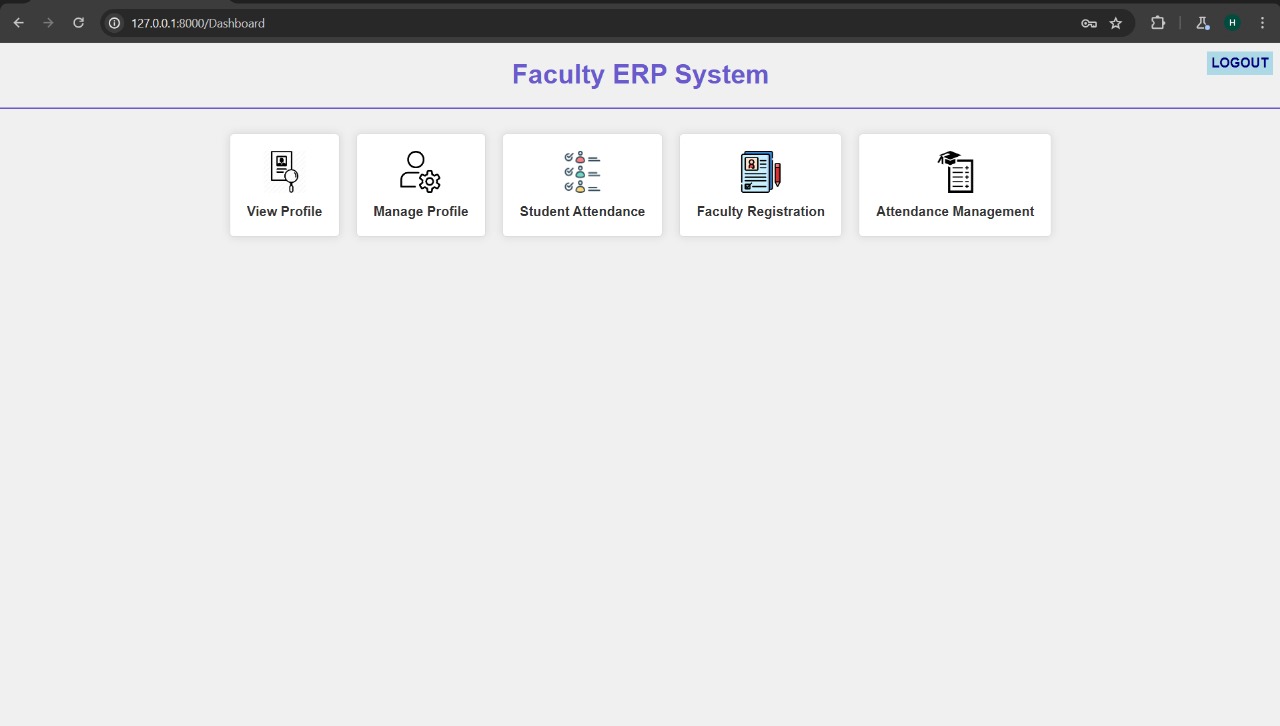 127.0.0.1:8000/Dashboard
H
Faculty ERP System
LOGOUT
View Profile
Manage Profile
Student Attendance
Faculty Registration
Attendance Management